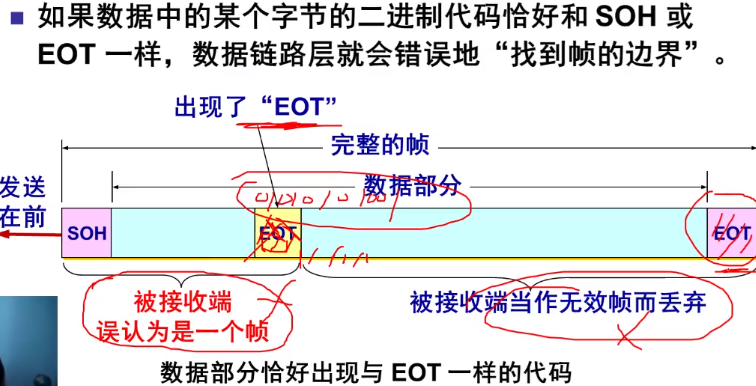 ■ 如果数据中的某个字节的二进制代码恰好和 SOH 或
EOT 一样，数据链路层就会错误地“找到帧的边界”。
出现了“EOT”
完整的帧
发送
在前
数据部分
SOH
EOT
EOT
被接收端
误认为是一个帧
被接收端当作无效帧而丢弃
数据部分恰好出现与 EOT 一样的代码